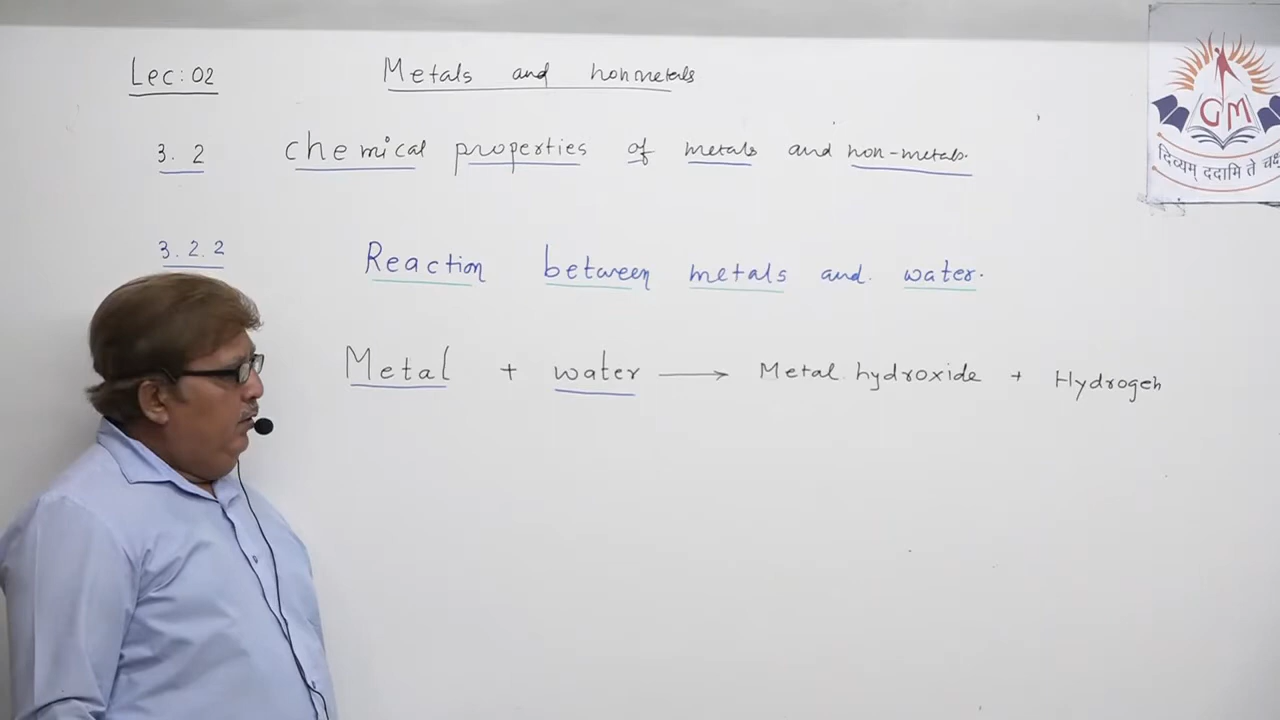 Lec: 02 Metals and nonmetals
GM
3. 2 chemical properties of metals and non-metals.
दिव्यम् ददामि ते
3. 2. 2 Reaction between metals and water.
Metal + water ⟶ Metal hydroxide + Hydrogen